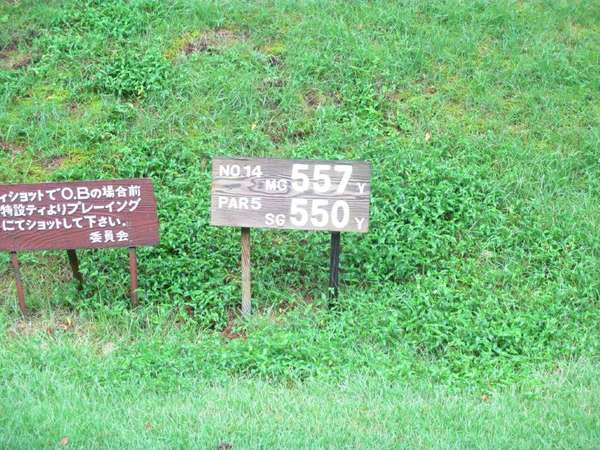 ィショットでO.Bの場合前
特設ティよりプレーイング
にてショットして下さい。
委員会
NO.14 MG 557 Y
PAR5 SG 550 Y